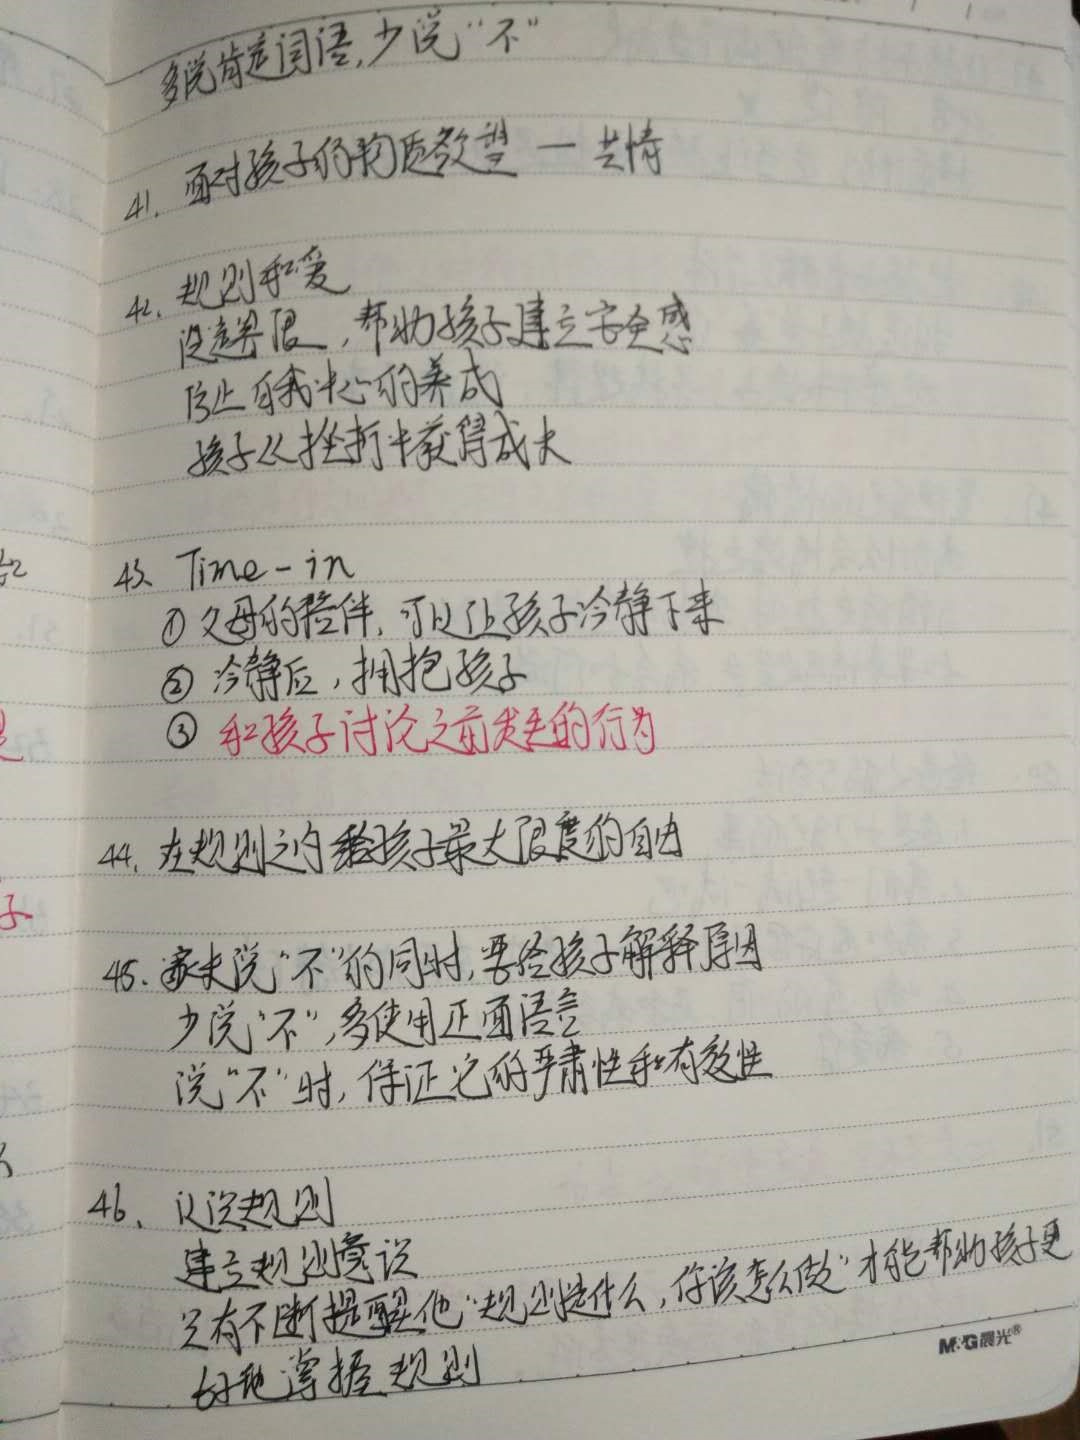 多说肯定词语，少说“不”
41. 面对孩子的物质欲望 — 共情
42. 规则和爱
设定界限，帮助孩子建立安全感
防止自我中心的养成
孩子从挫折中获得成长
43. Time-in
① 父母的陪伴，可以让孩子冷静下来
② 冷静后，拥抱孩子
③ 和孩子讨论之前发生的行为
44. 在规则之内给孩子最大限度的自由
45. 家长说“不”的同时，要给孩子解释原因
少说“不”，多使用正面语言
说“不”时，保证它的严肃性和有效性
46. 认识规则
建立规则意识
只有不断提醒他“规则是什么，你该怎么做”才能帮助孩子更
好地掌握规则
M&G晨光®